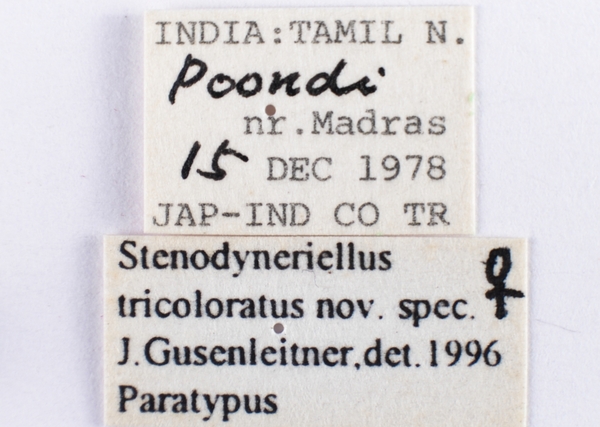 INDIA:TAMIL N.
Poondi
nr.Madras
15 DEC 1978
JAP-IND CO TR
Stenodyneriellus ♀
tricoloratus nov. spec.
J.Gusenleitner,det.1996
Paratypus